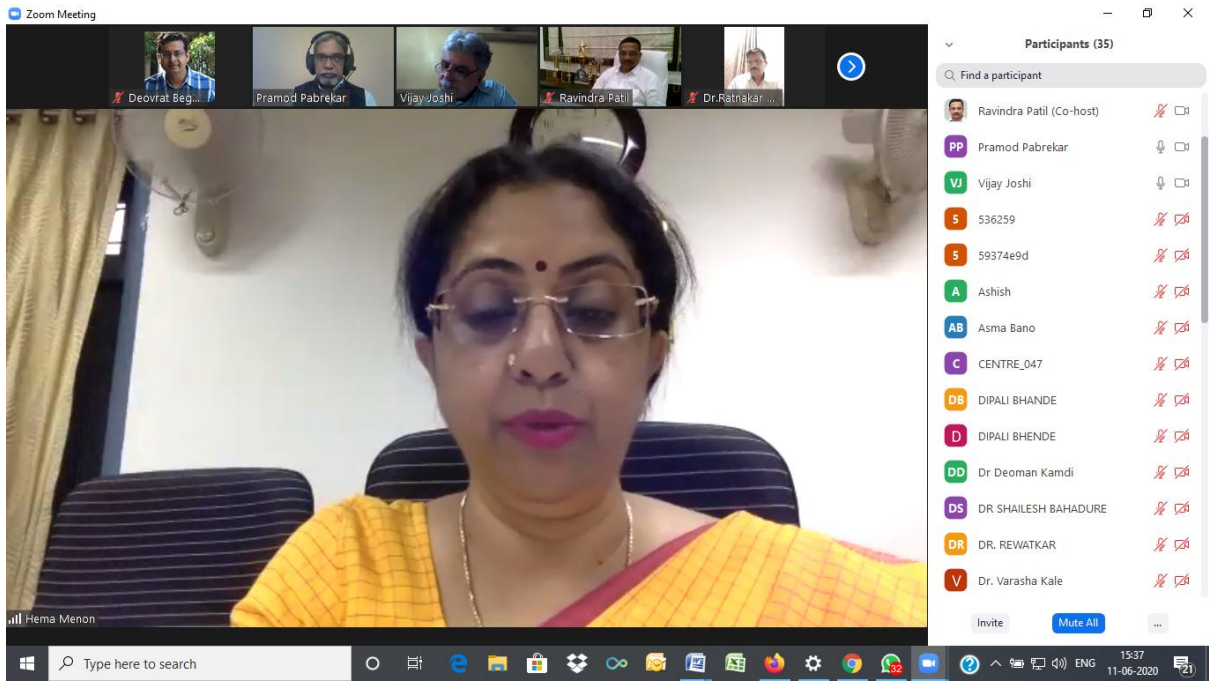 Zoom Meeting
Deovrat Beg...
Pramod Pabrekar
Vijay Joshi
Ravindra Patil
Dr.Ratnakar ...
Hema Menon
Participants (35)
Find a participant
Ravindra Patil (Co-host)
PP Pramod Pabrekar
VJ Vijay Joshi
5 536259
5 59374e9d
A Ashish
AB Asma Bano
C CENTRE_047
DB DIPALI BHANDE
D DIPALI BHENDE
DD Dr Deoman Kamdi
DS DR SHAILESH BAHADURE
DR DR. REWATKAR
V Dr. Varasha Kale
Invite Mute All ...
Type here to search
32
ENG
15:37
11-06-2020
21